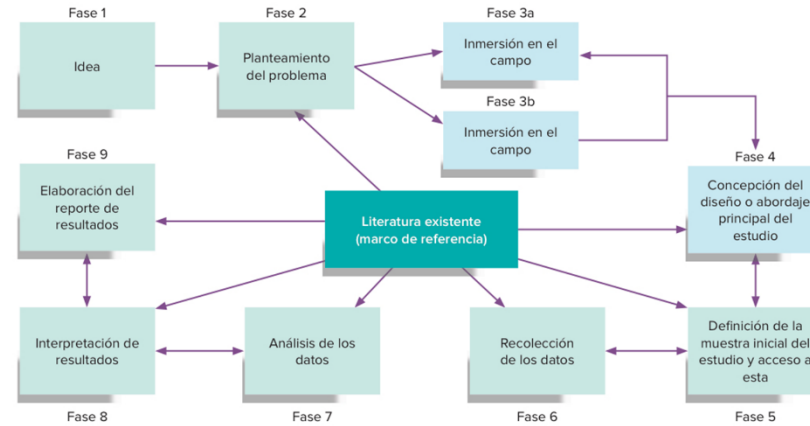 Fase 1
Idea
Fase 2
Planteamiento
del problema
Fase 3a
Inmersión en el
campo
Fase 3b
Inmersión en el
campo
Fase 4
Concepción del
diseño o abordaje
principal del
estudio
Fase 9
Elaboración del
reporte de
resultados
Literatura existente
(marco de referencia)
Interpretación de
resultados
Fase 8
Análisis de los
datos
Fase 7
Recolección
de los datos
Fase 6
Definición de la
muestra inicial del
estudio y acceso a
esta
Fase 5